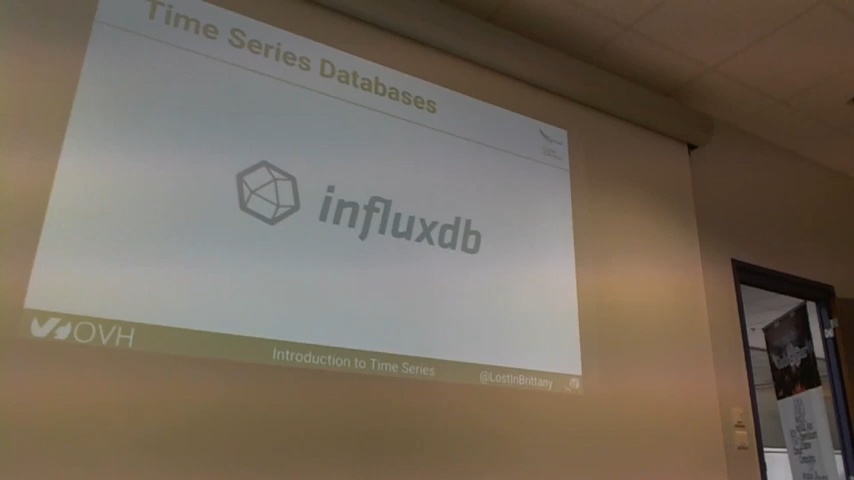 Time Series Databases
influxdb
OVH
Introduction to Time Series
@LostInBrittany